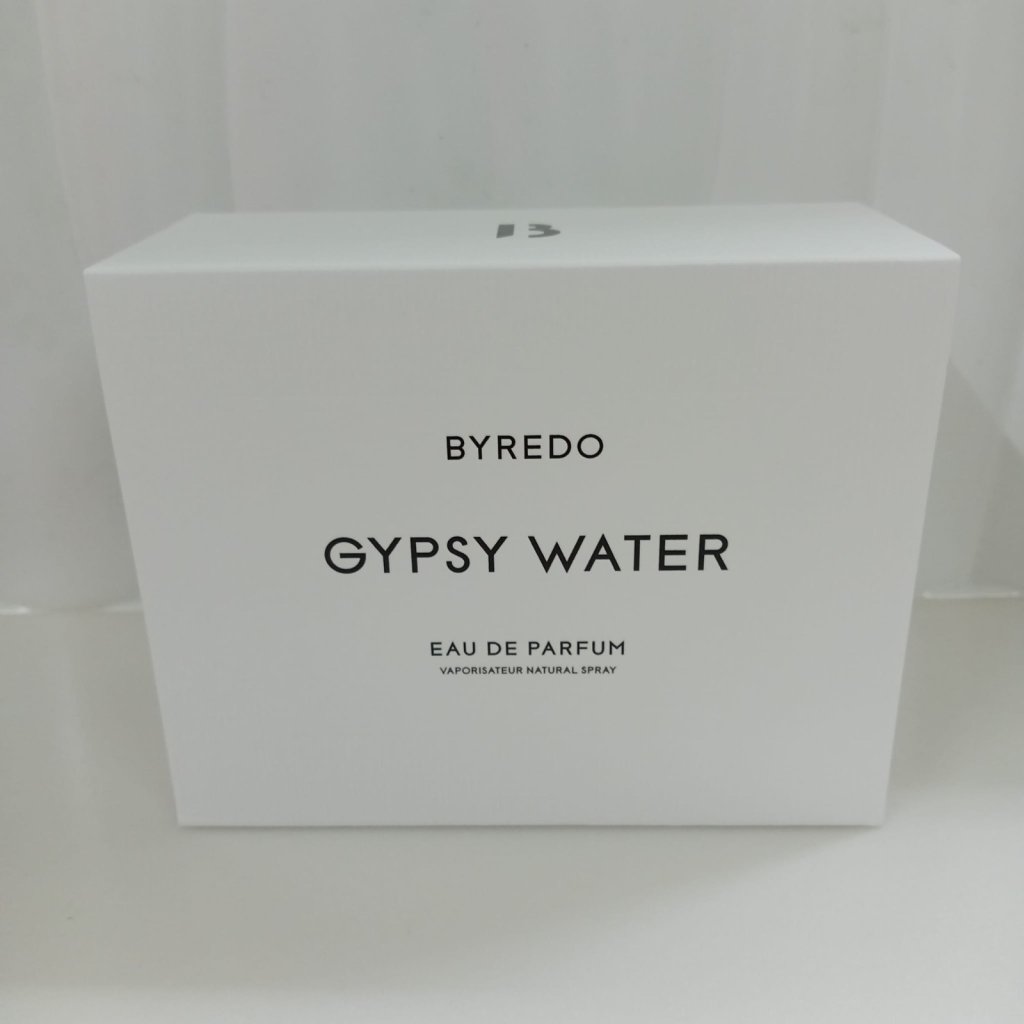 B
BYREDO
GYPSY WATER
EAU DE PARFUM
VAPORISATEUR NATURAL SPRAY